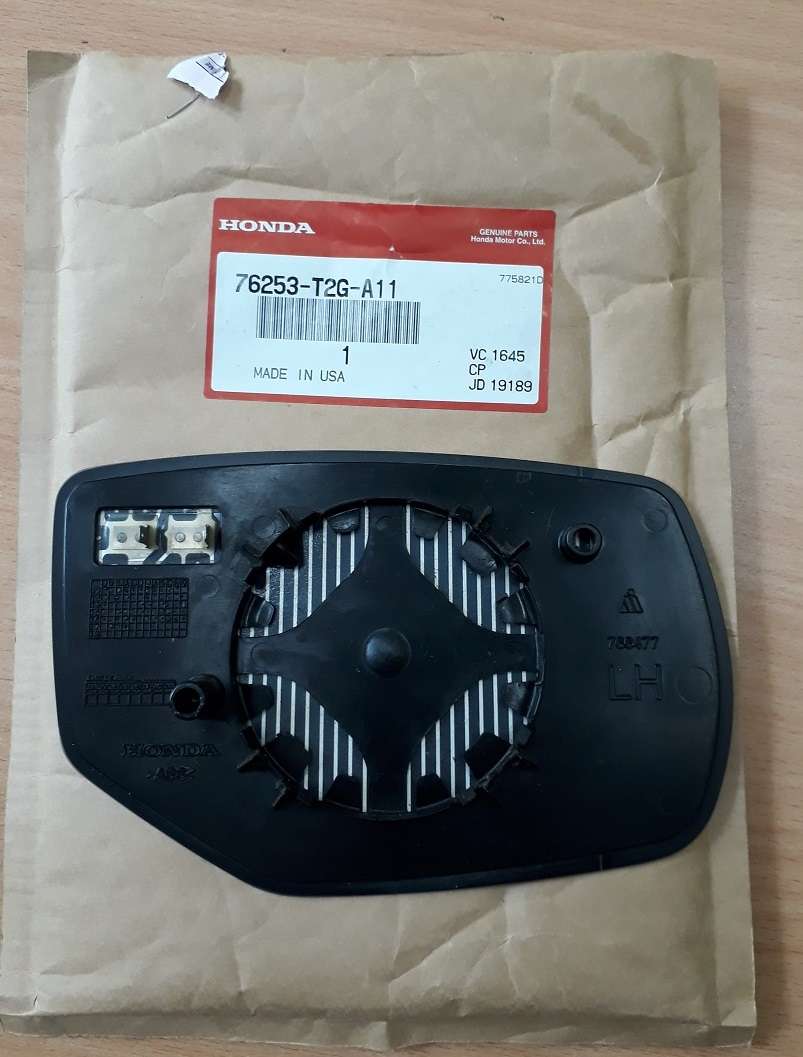 HONDA
GENUINE PARTS
Honda Motor Co., Ltd.
76253-T2G-A11
775821D
1
MADE IN USA
VC 1645
CP
JD 19189
LH
HONDA